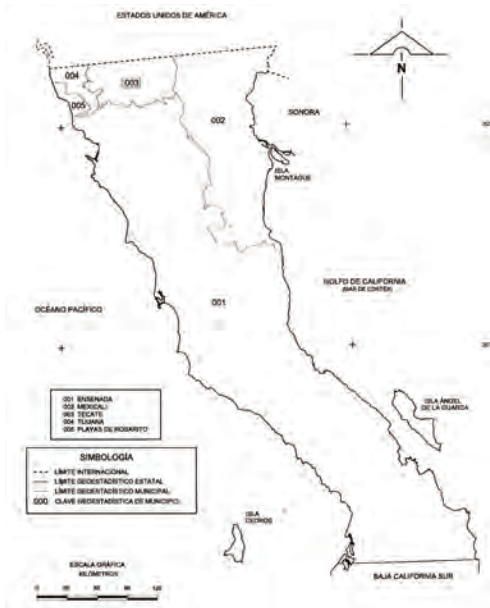 ESTADOS UNIDOS DE AMÉRICA
N
004
003
005
002
SONORA
ISLA
MONTAGUE
GOLFO DE CALIFORNIA
(MAR DE CORTÉS)
001
OCÉANO PACÍFICO
ISLA ÁNGEL
DE LA GUARDA
001 ENSENADA
002 MEXICALI
003 TECATE
004 TIJUANA
005 PLAYAS DE ROSARITO
SIMBOLOGÍA
LÍMITE INTERNACIONAL
LÍMITE GEOESTADÍSTICO ESTATAL
LÍMITE GEOESTADÍSTICO MUNICIPAL
000 CLAVE GEOESTADÍSTICA DE MUNICIPIO
ISLA
CEDROS
ESCALA GRÁFICA
KILÓMETROS
BAJA CALIFORNIA SUR